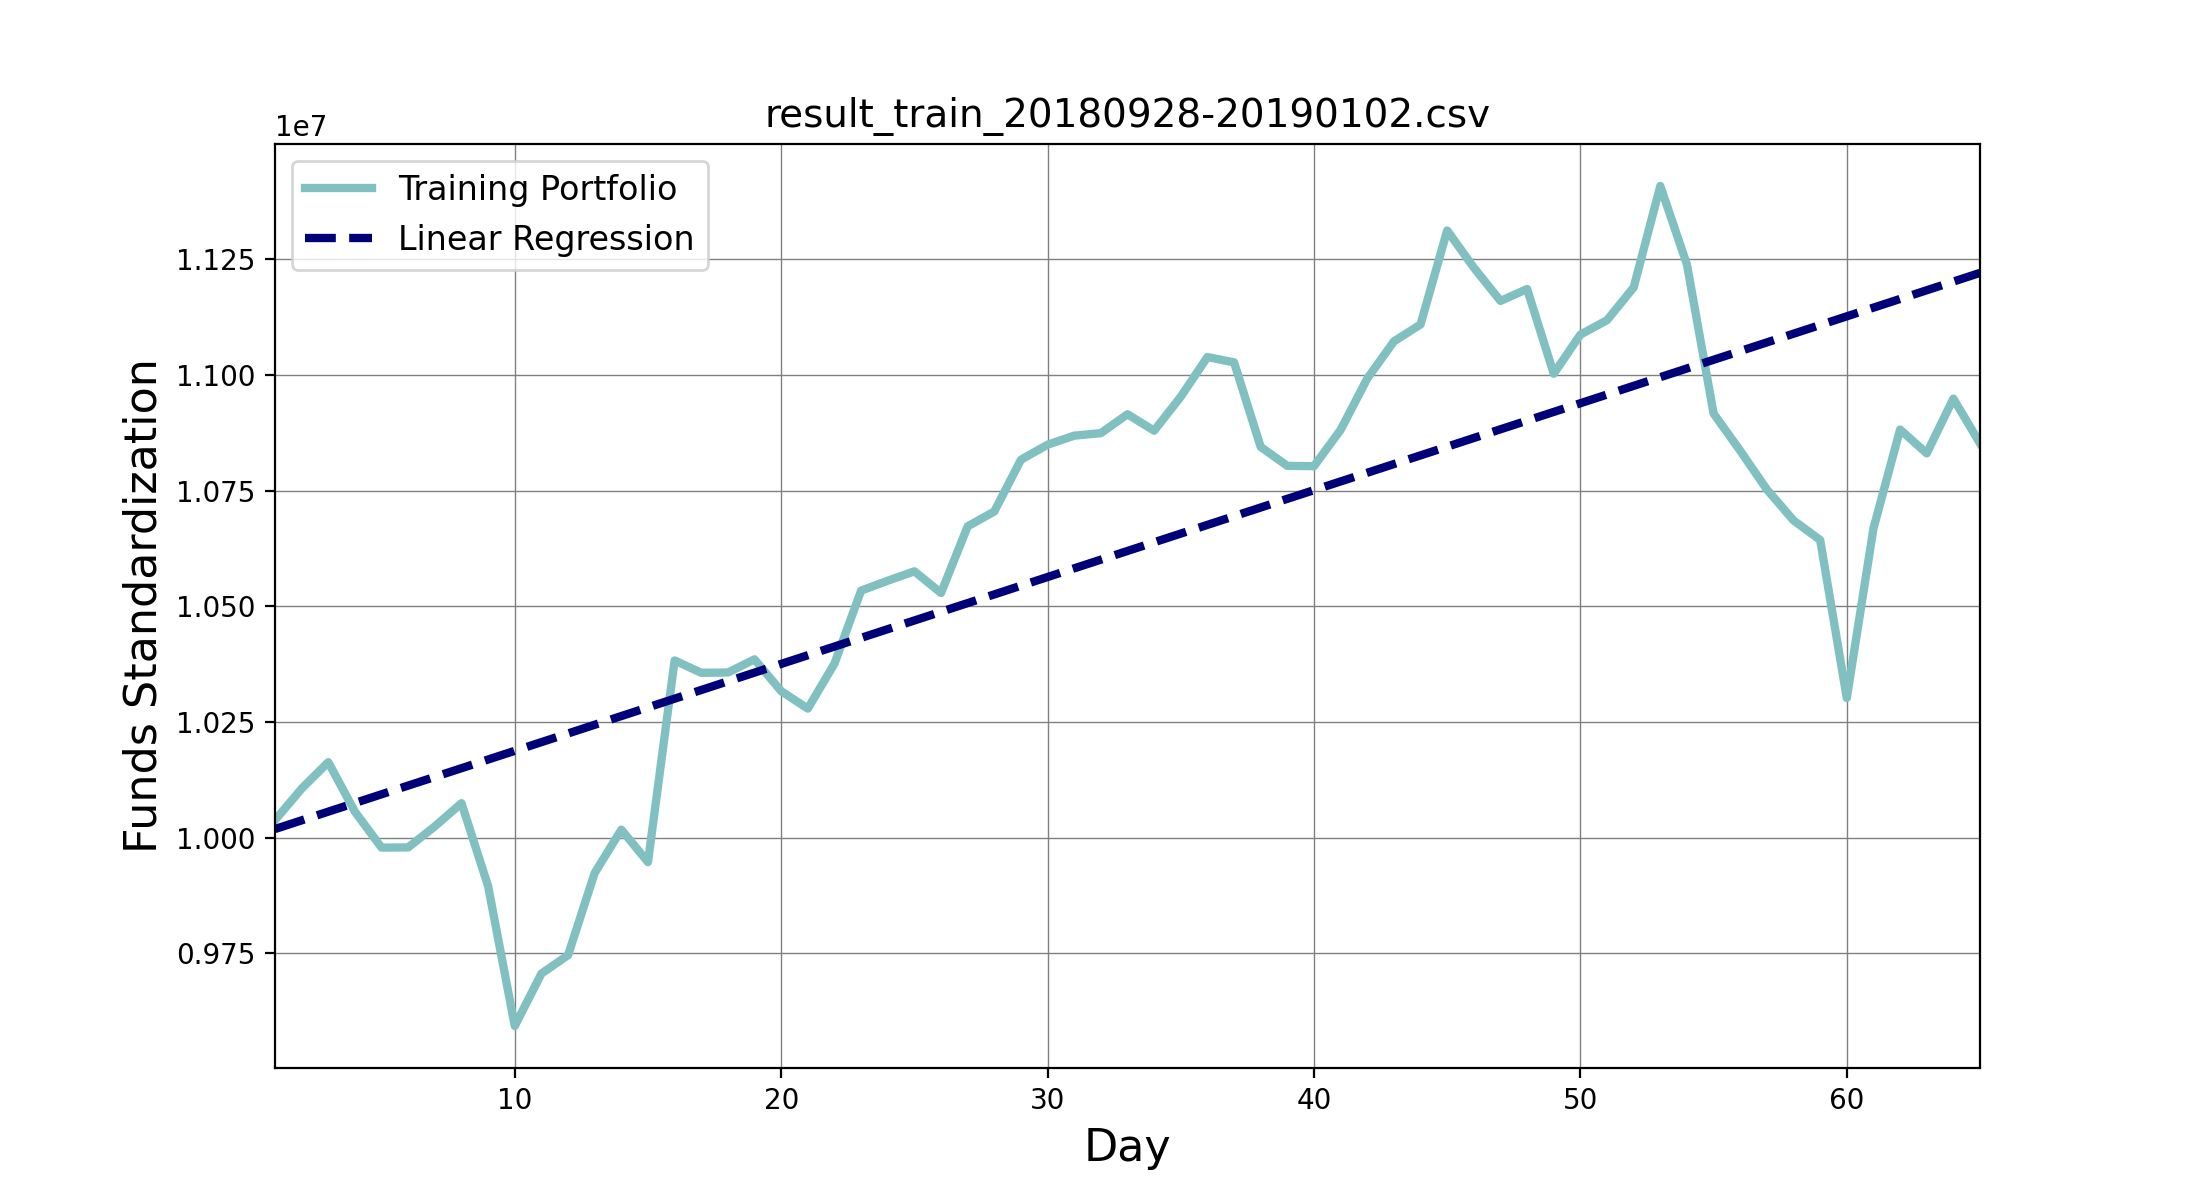 result_train_20180928-20190102.csv
1e7
Training Portfolio
Linear Regression
1.125
1.100
1.075
1.050
1.025
1.000
0.975
Funds Standardization
10 20 30 40 50 60
Day